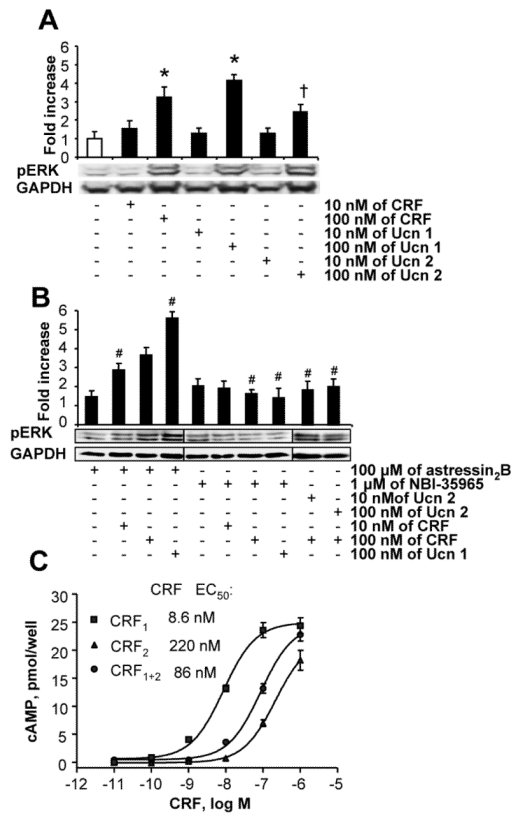 A
Fold increase
6
5
4
3
2
1
0
* * †
pERK
GAPDH
- + - - - - - 10 nM of CRF
- - + - - - - 100 nM of CRF
- - - + - - - 10 nM of Ucn 1
- - - - + - - 100 nM of Ucn 1
- - - - - + - 10 nM of Ucn 2
- - - - - - + 100 nM of Ucn 2
B
Fold increase
6
5
4
3
2
1
0
# # # # # #
pERK
GAPDH
+ + + + - - - - - - 100 µM of astressin₂B
- - - - + + + + - - 1 µM of NBI-35965
- - - - - - - - + - 10 nMof Ucn 2
- - - - - - - - - + 100 nM of Ucn 2
- + - - - + - - - - 10 nM of CRF
- - + - - - + - + + 100 nM of CRF
- - - + - - - + - - 100 nM of Ucn 1
C
cAMP, pmol/well
30
25
20
15
10
5
0
CRF EC₅₀:
CRF₁ 8.6 nM
CRF₂ 220 nM
CRF₁₊₂ 86 nM
-12 -11 -10 -9 -8 -7 -6 -5
CRF, log M